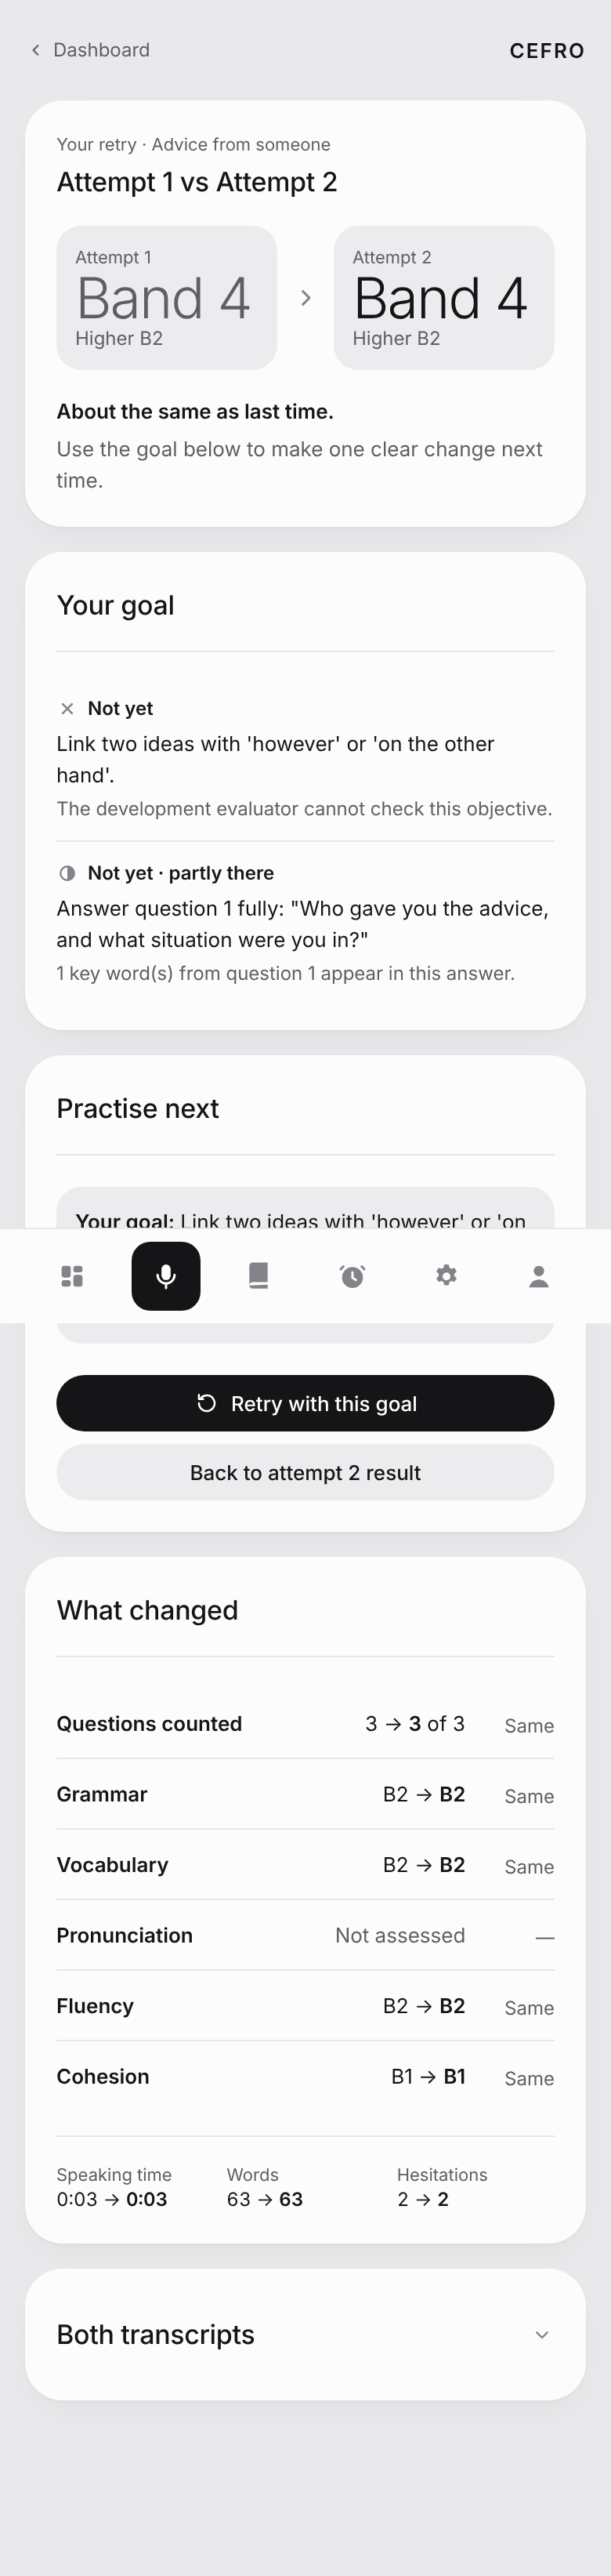 Dashboard
CEFRO
Your retry · Advice from someone
Attempt 1 vs Attempt 2
Attempt 1
Band 4
Higher B2
Attempt 2
Band 4
Higher B2
About the same as last time.
Use the goal below to make one clear change next
time.
Your goal
Not yet
Link two ideas with 'however' or 'on the other
hand'.
The development evaluator cannot check this objective.
Not yet · partly there
Answer question 1 fully: "Who gave you the advice,
and what situation were you in?"
1 key word(s) from question 1 appear in this answer.
Practise next
Your goal: Link two ideas with 'however' or 'on
Retry with this goal
Back to attempt 2 result
What changed
Questions counted 3 → 3 of 3 Same
Grammar B2 → B2 Same
Vocabulary B2 → B2 Same
Pronunciation Not assessed —
Fluency B2 → B2 Same
Cohesion B1 → B1 Same
Speaking time Words Hesitations
0:03 → 0:03 63 → 63 2 → 2
Both transcripts